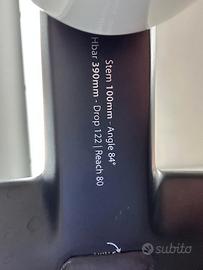 Stem 100mm - Angle 84°
Hbar 390mm - Drop 122 | Reach 80
subito